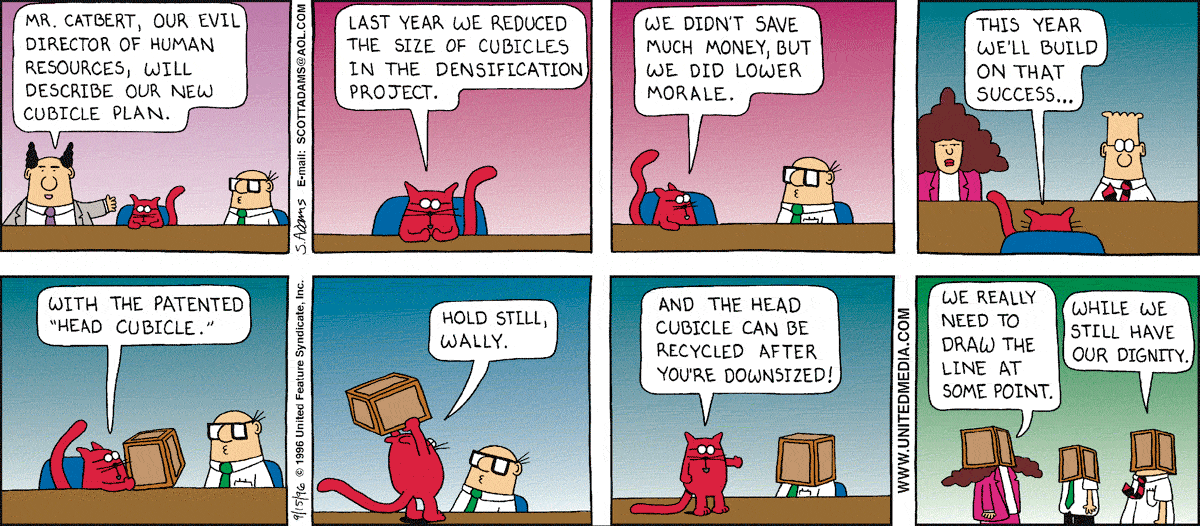 MR. CATBERT, OUR EVIL
DIRECTOR OF HUMAN
RESOURCES, WILL
DESCRIBE OUR NEW
CUBICLE PLAN.
S. Adams E-mail: SCOTTADAMS@AOL.COM
LAST YEAR WE REDUCED
THE SIZE OF CUBICLES
IN THE DENSIFICATION
PROJECT.
WE DIDN'T SAVE
MUCH MONEY, BUT
WE DID LOWER
MORALE.
THIS YEAR
WE'LL BUILD
ON THAT
SUCCESS...
WITH THE PATENTED
"HEAD CUBICLE."
9/15/96 © 1996 United Feature Syndicate, Inc.
HOLD STILL,
WALLY.
AND THE HEAD
CUBICLE CAN BE
RECYCLED AFTER
YOU'RE DOWNSIZED!
WWW.UNITEDMEDIA.COM
WE REALLY
NEED TO
DRAW THE
LINE AT
SOME POINT.
WHILE WE
STILL HAVE
OUR DIGNITY.